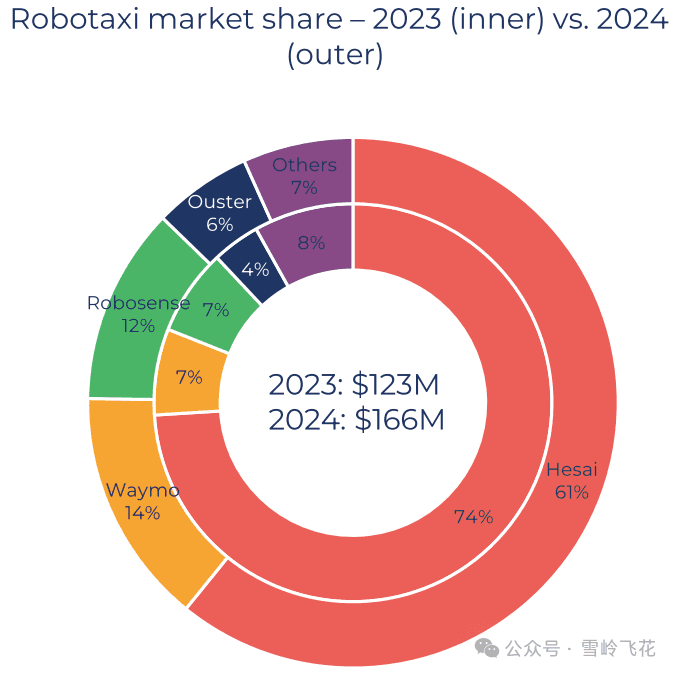 Robotaxi market share – 2023 (inner) vs. 2024
(outer)
Others
7%
Ouster
6%
8%
4%
Robosense
12%
7%
7%
2023: $123M
2024: $166M
Hesai
61%
Waymo
14%
74%
公众号 · 雪岭飞花